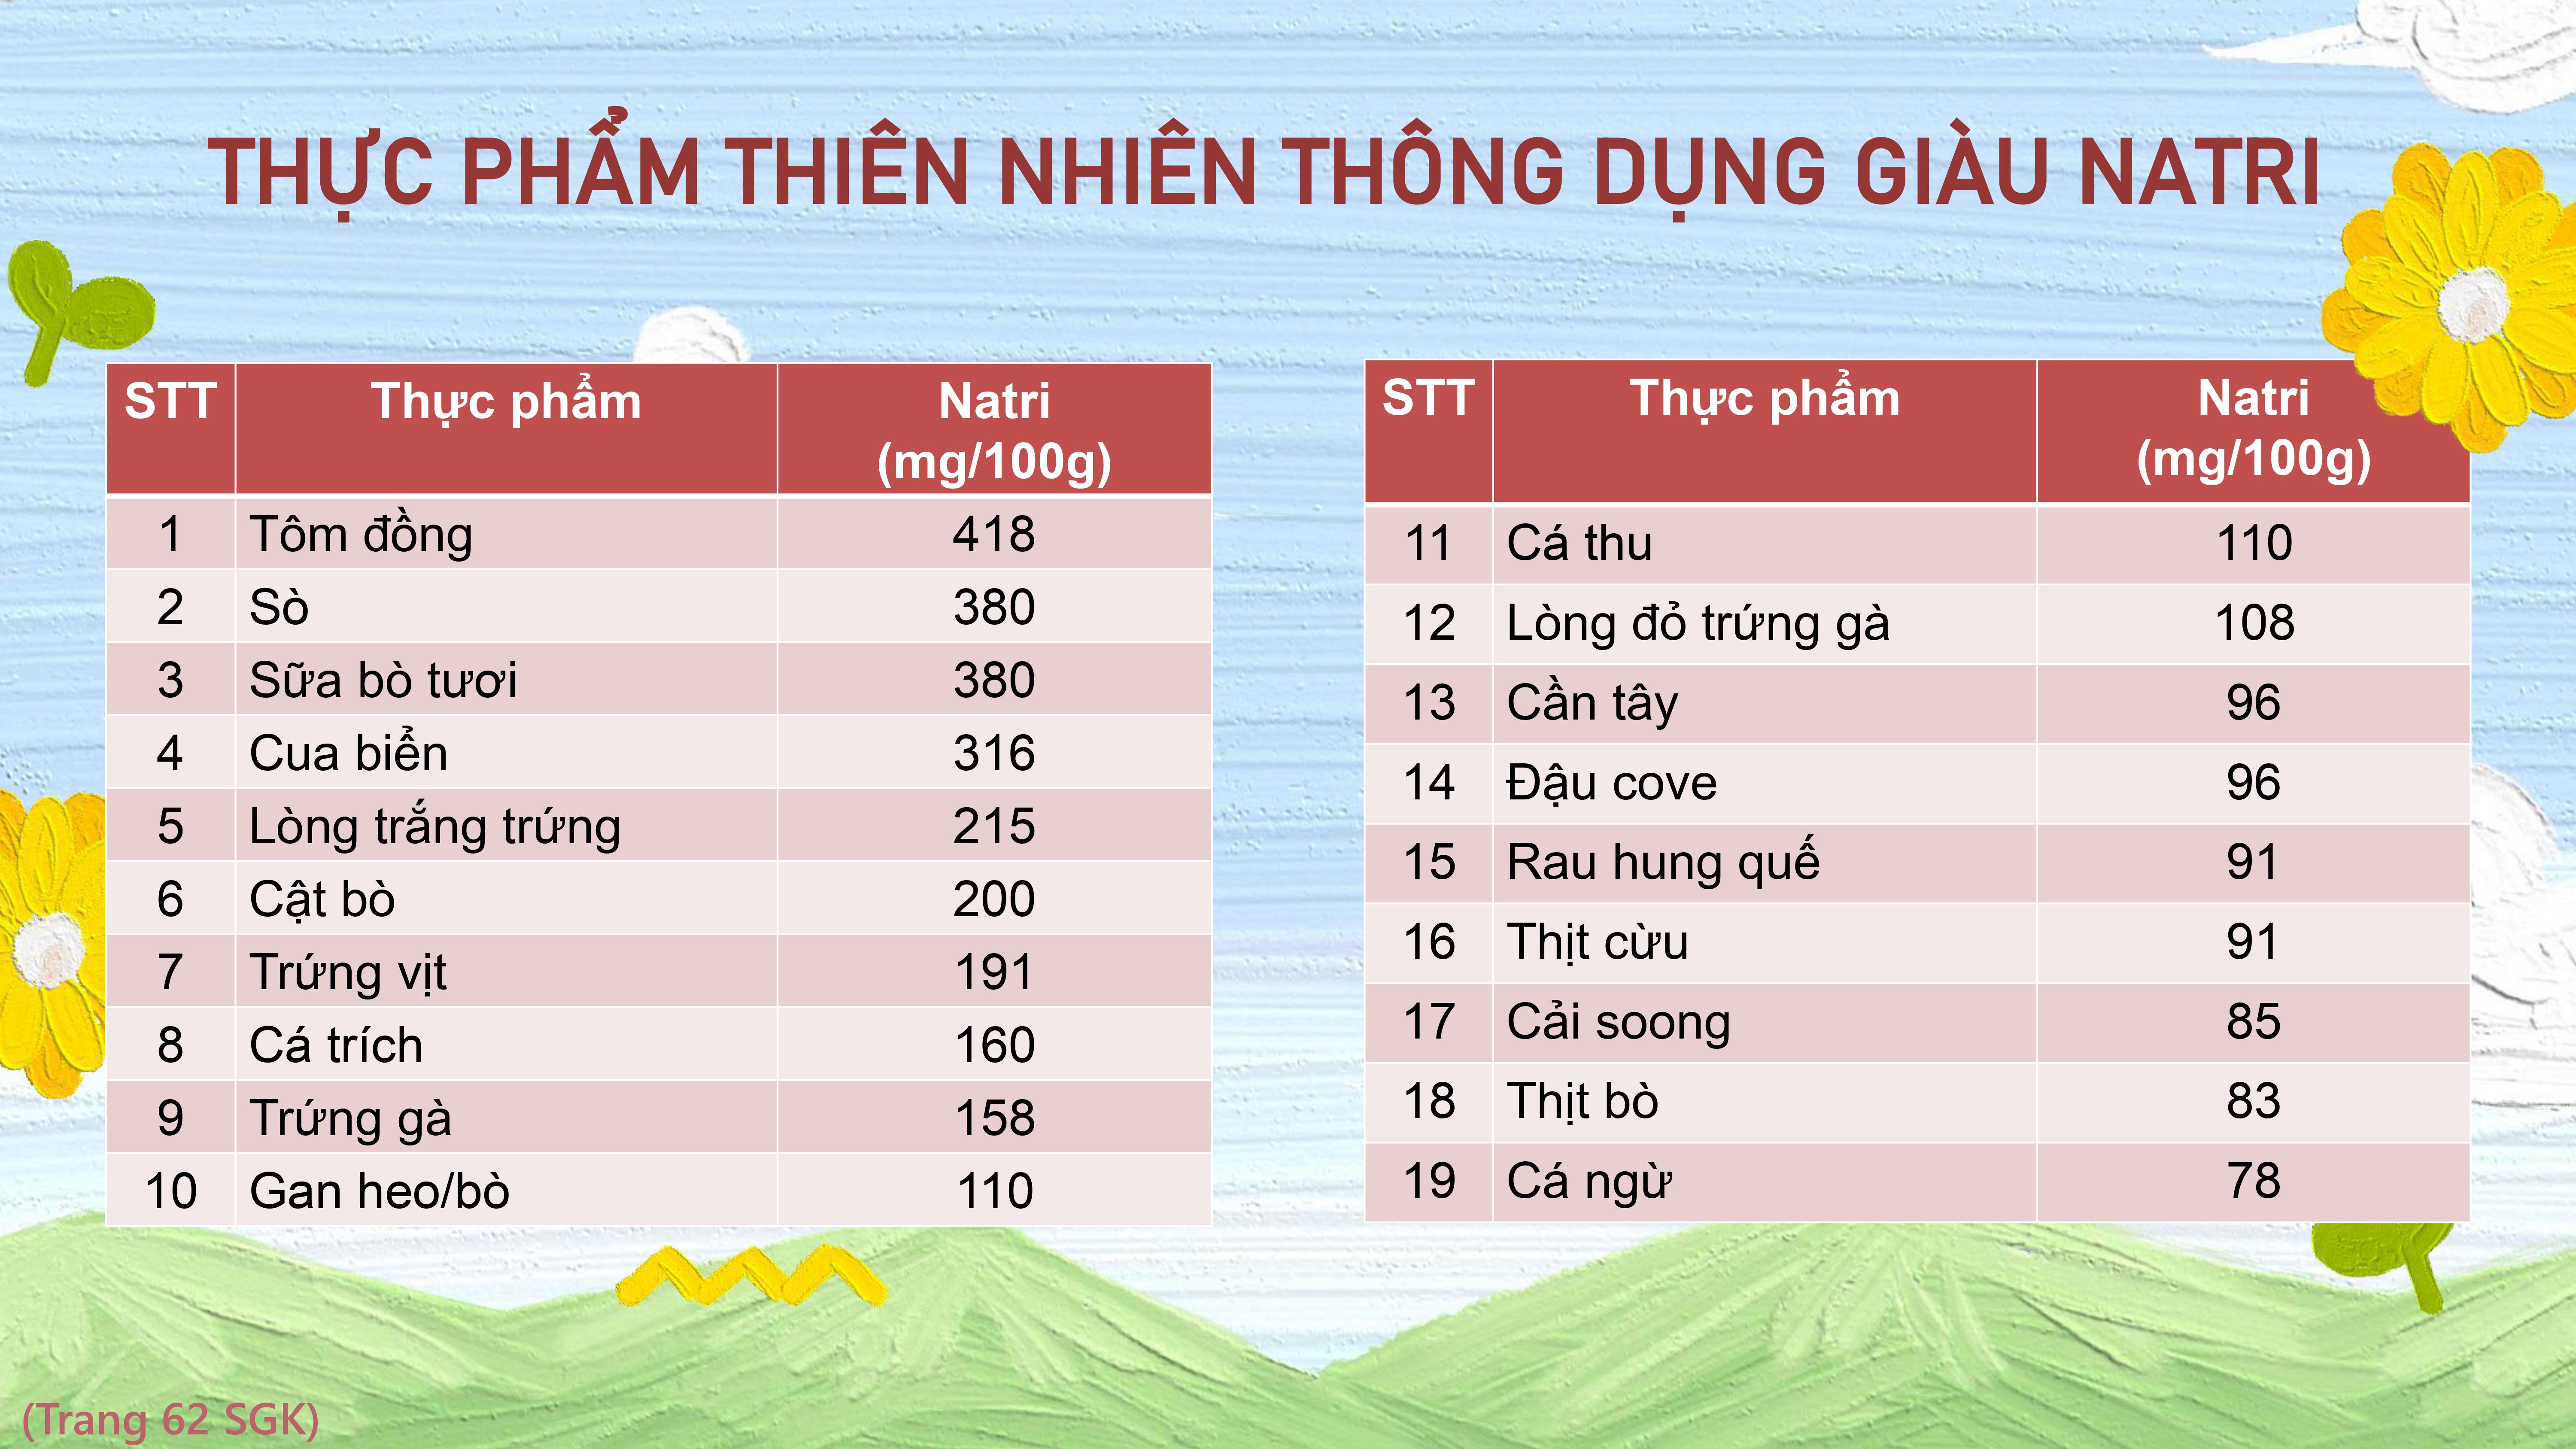 THỰC PHẨM THIÊN NHIÊN THÔNG DỤNG GIÀU NATRI
STT Thực phẩm Natri
(mg/100g)
1 Tôm đồng 418
2 Sò 380
3 Sữa bò tươi 380
4 Cua biển 316
5 Lòng trắng trứng 215
6 Cật bò 200
7 Trứng vịt 191
8 Cá trích 160
9 Trứng gà 158
10 Gan heo/bò 110
STT Thực phẩm Natri
(mg/100g)
11 Cá thu 110
12 Lòng đỏ trứng gà 108
13 Cần tây 96
14 Đậu cove 96
15 Rau hung quế 91
16 Thịt cừu 91
17 Cải soong 85
18 Thịt bò 83
19 Cá ngừ 78
(Trang 62 SGK)